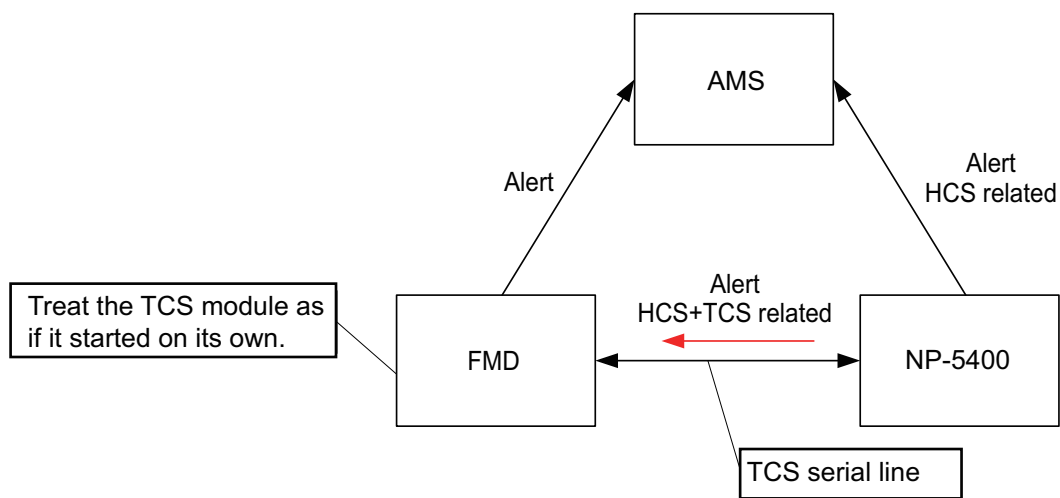 AMS
Alert
Alert
HCS related
Treat the TCS module as
if it started on its own.
Alert
HCS+TCS related
FMD
NP-5400
TCS serial line